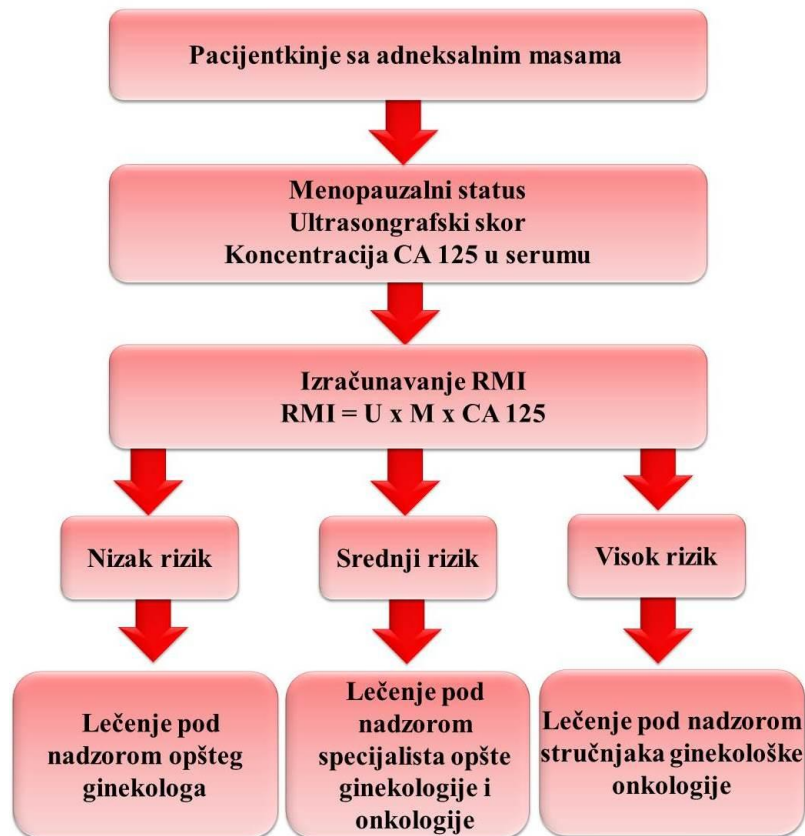 Pacijentkinje sa adneksalnim masama
Menopauzalni status
Ultrasongrafski skor
Koncentracija CA 125 u serumu
Izračunavanje RMI
RMI = U x M x CA 125
Nizak rizik
Srednji rizik
Visok rizik
Lečenje pod
nadzorom opšteg
ginekologa
Lečenje pod
nadzorom
specijalista opšte
ginekologije i
onkologije
Lečenje pod nadzorom
stručnjaka ginekološke
onkologije